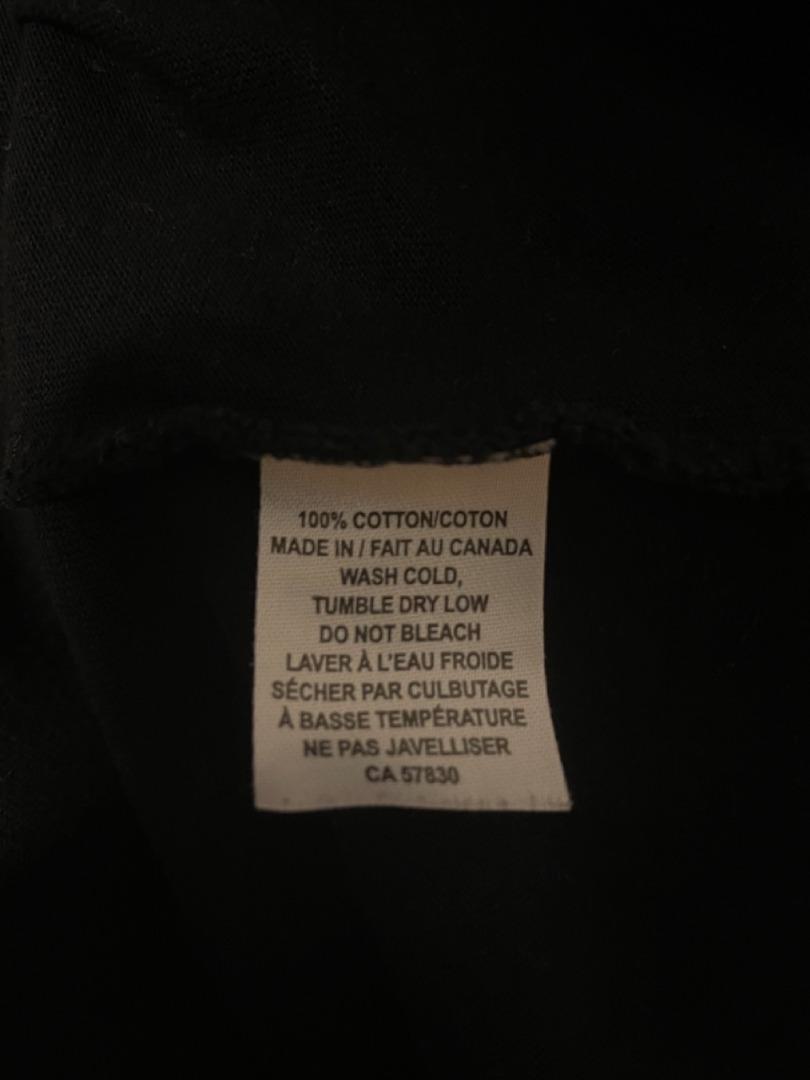 100% COTTON/COTON
MADE IN / FAIT AU CANADA
WASH COLD,
TUMBLE DRY LOW
DO NOT BLEACH
LAVER À L'EAU FROIDE
SÉCHER PAR CULBUTAGE
À BASSE TEMPÉRATURE
NE PAS JAVELLISER
CA 57830